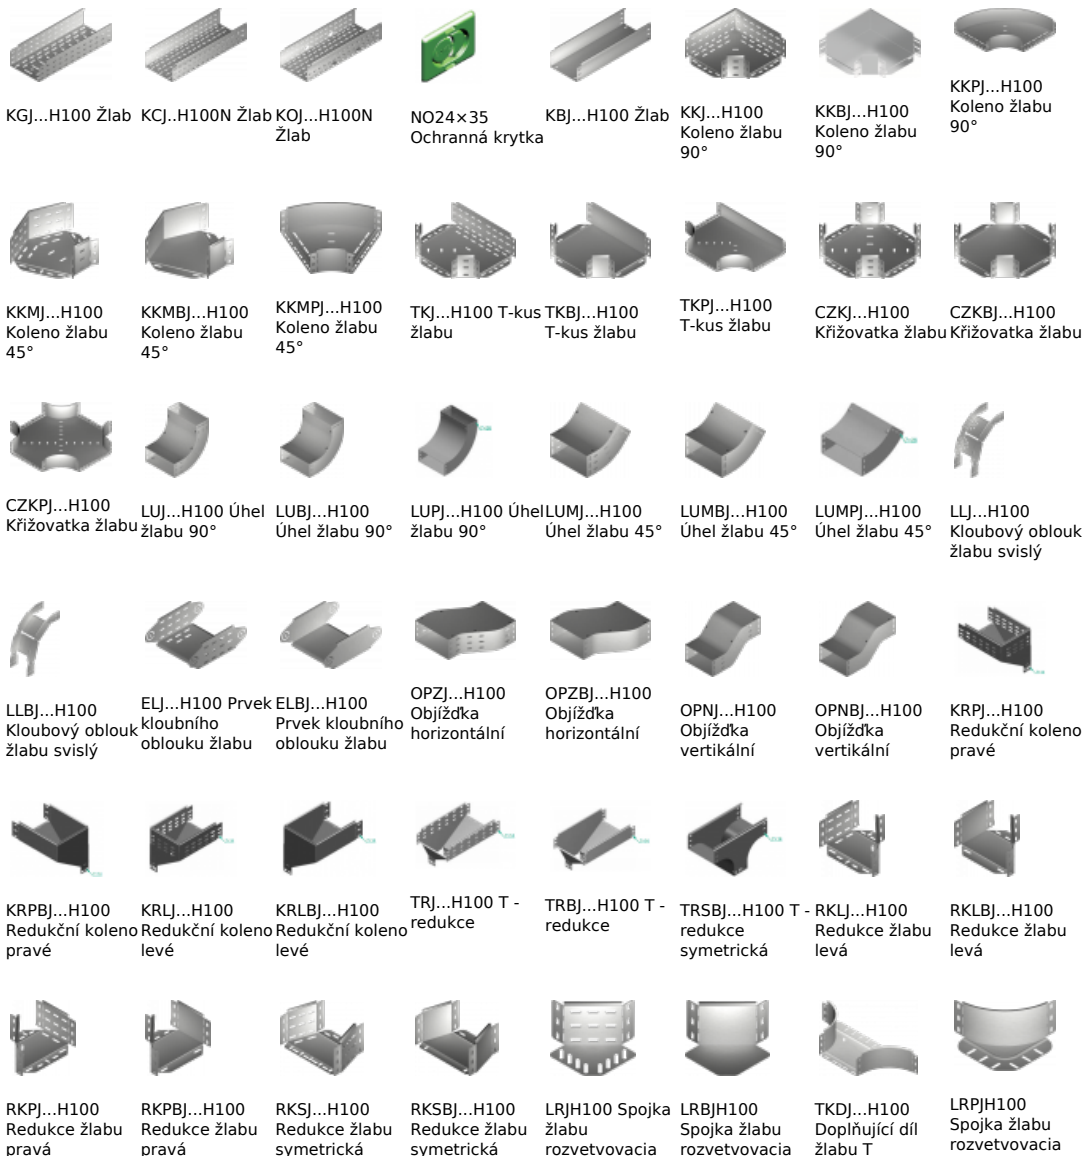 KGJ...H100 Žlab
KCJ...H100N Žlab
KOJ...H100N
Žlab
NO24×35
Ochranná krytka
KBJ...H100 Žlab
KKJ...H100
Koleno žlabu
90°
KKBJ...H100
Koleno žlabu
90°
KKPJ...H100
Koleno žlabu
90°
KKMJ...H100
Koleno žlabu
45°
KKMBJ...H100
Koleno žlabu
45°
KKMPJ...H100
Koleno žlabu
45°
TKJ...H100 T-kus
žlabu
TKBJ...H100
T-kus žlabu
TKPJ...H100
T-kus žlabu
CZKJ...H100
Křižovatka žlabu
CZKBJ...H100
Křižovatka žlabu
CZKPJ...H100
Křižovatka žlabu
LUJ...H100 Úhel
žlabu 90°
LUBJ...H100
Úhel žlabu 90°
LUPJ...H100 Úhel
žlabu 90°
LUMJ...H100
Úhel žlabu 45°
LUMBJ...H100
Úhel žlabu 45°
LUMPJ...H100
Úhel žlabu 45°
LLJ...H100
Kloubový oblouk
žlabu svislý
LLBJ...H100
Kloubový oblouk
žlabu svislý
ELJ...H100 Prvek
kloubního
oblouku žlabu
ELBJ...H100
Prvek kloubního
oblouku žlabu
OPZJ...H100
Objížďka
horizontální
OPZBJ...H100
Objížďka
horizontální
OPNJ...H100
Objížďka
vertikální
OPNBJ...H100
Objížďka
vertikální
KRPJ...H100
Redukční koleno
pravé
KRPBJ...H100
Redukční koleno
pravé
KRLJ...H100
Redukční koleno
levé
KRLBJ...H100
Redukční koleno
levé
TRJ...H100 T -
redukce
TRBJ...H100 T -
redukce
TRSBJ...H100 T -
redukce
symetrická
RKLJ...H100
Redukce žlabu
levá
RKLBJ...H100
Redukce žlabu
levá
RKPJ...H100
Redukce žlabu
pravá
RKPBJ...H100
Redukce žlabu
pravá
RKSJ...H100
Redukce žlabu
symetrická
RKSBJ...H100
Redukce žlabu
symetrická
LRJH100 Spojka
žlabu
rozvetvovacia
LRBJH100
Spojka žlabu
rozvetvovacia
TKDJ...H100
Doplňující díl
žlabu T
LRPJH100
Spojka žlabu
rozvetvovacia